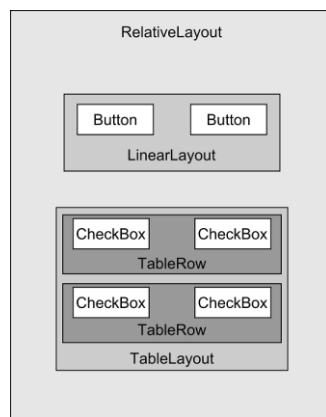 RelativeLayout
Button Button
LinearLayout
CheckBox CheckBox
TableRow
CheckBox CheckBox
TableRow
TableLayout